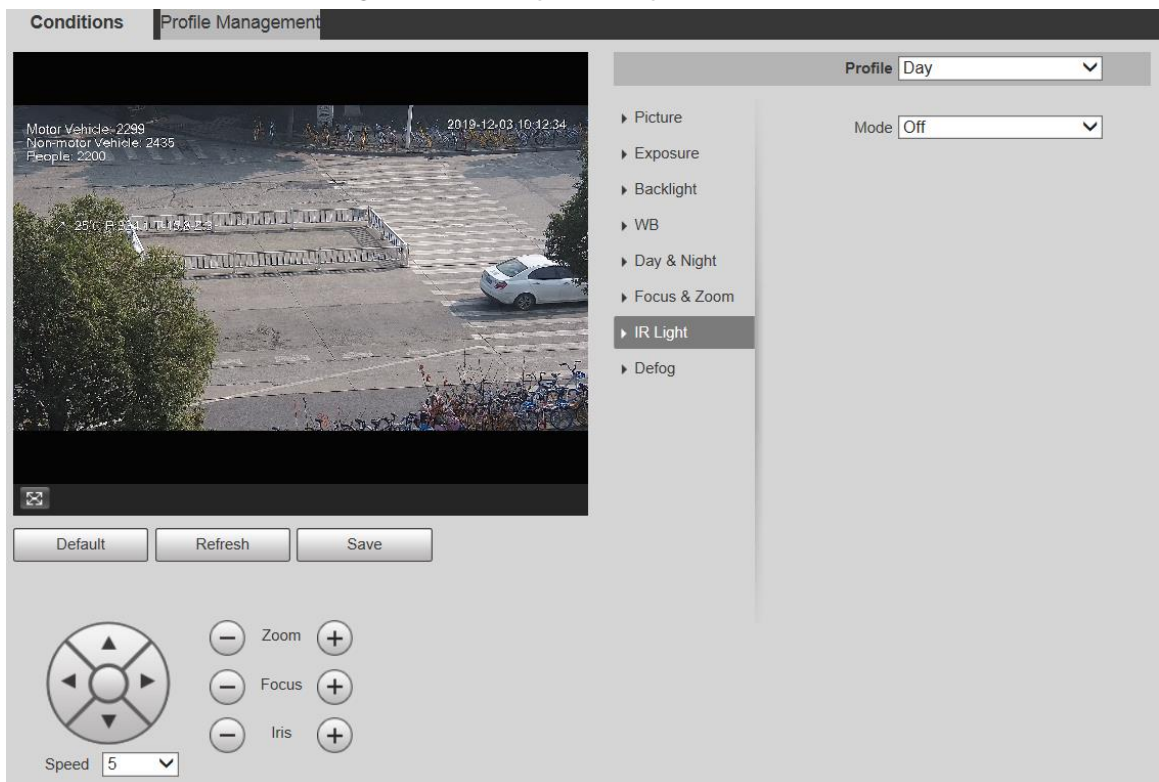 Conditions
Profile Management
Profile Day
Motor Vehicle: 2299
Non-motor Vehicle: 2435
People: 2200
2019-12-03 10:12:34
Picture
Exposure
Backlight
WB
Day & Night
Focus & Zoom
IR Light
Defog
Mode Off
Default
Refresh
Save
Zoom
Focus
Iris
Speed 5